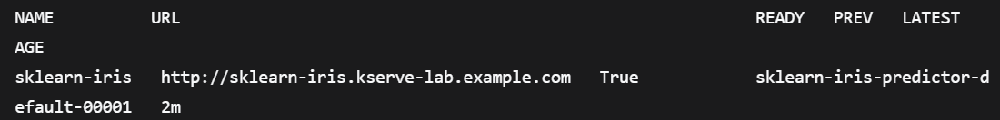 NAME URL READY PREV LATEST
AGE
sklearn-iris http://sklearn-iris.kserve-lab.example.com True sklearn-iris-predictor-d
efault-00001 2m